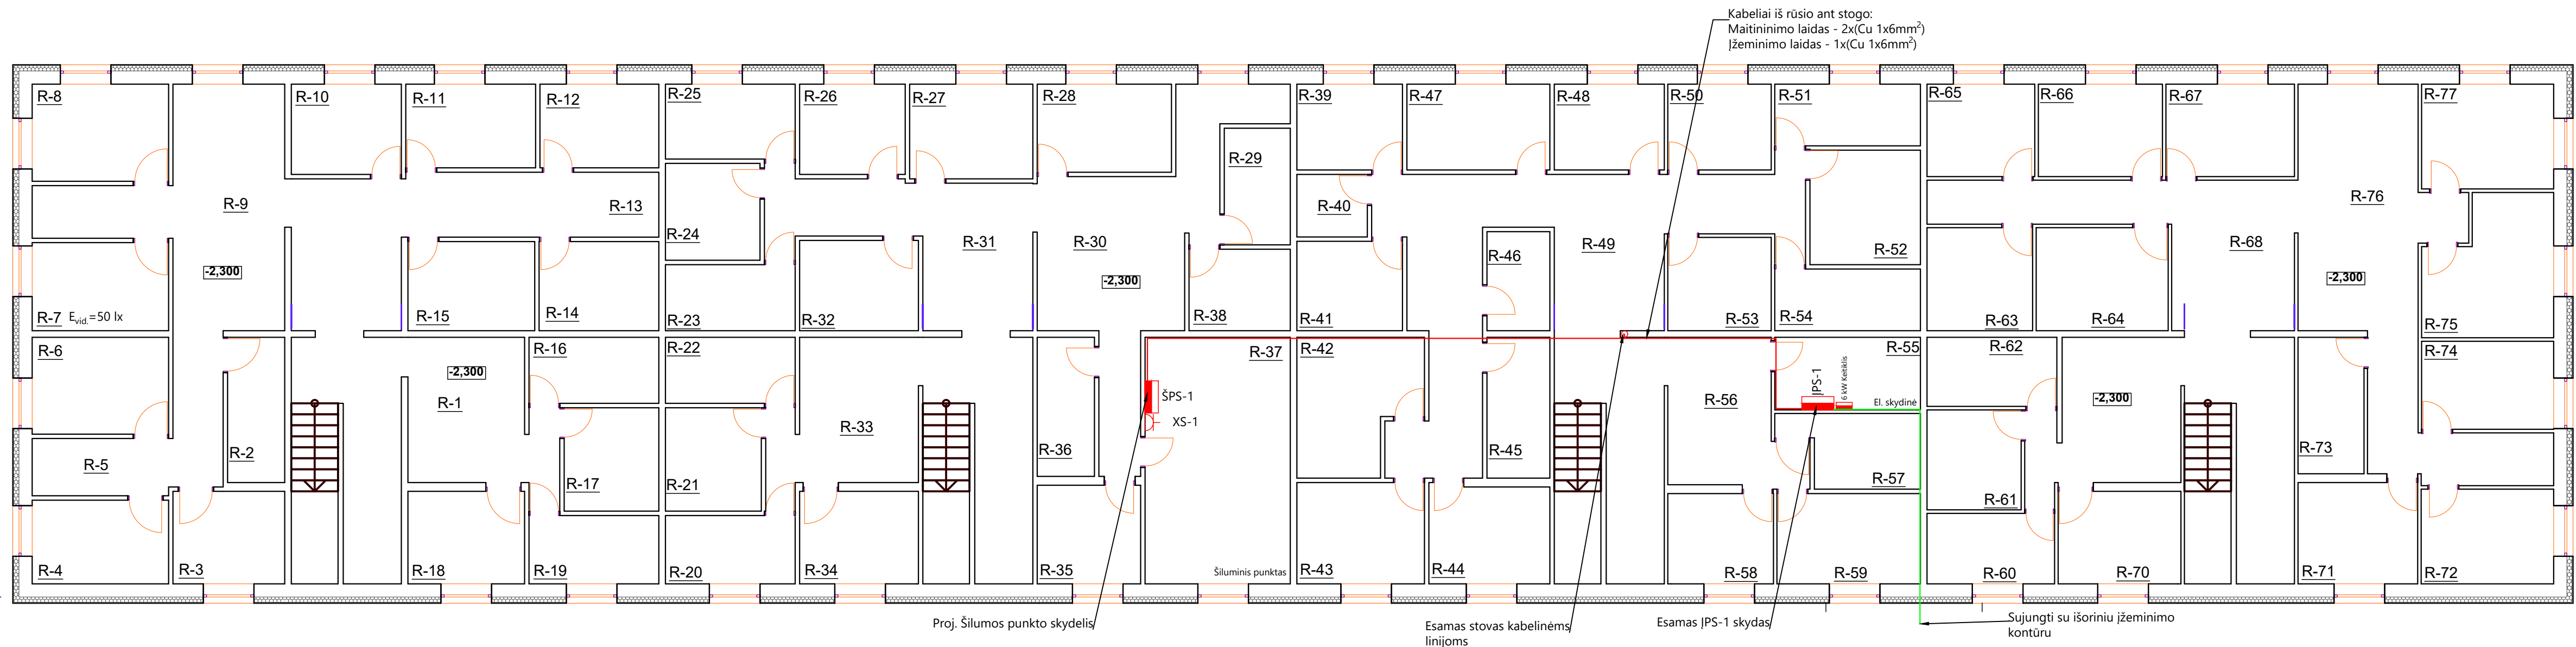 Kabeliai iš rūsio ant stogo:
Maitininimo laidas - 2x(Cu 1x6mm²)
Įžeminimo laidas - 1x(Cu 1x6mm²)
R-8
R-10
R-11
R-12
R-25
R-26
R-27
R-28
R-39
R-47
R-48
R-50
R-51
R-65
R-66
R-67
R-77
R-29
R-9
R-13
R-40
R-76
R-24
R-31
R-30
R-46
R-49
R-52
R-68
-2,300
-2,300
-2,300
R-7 Evid.=50 lx
R-15
R-14
R-23
R-32
R-38
R-41
R-53
R-54
R-63
R-64
R-75
R-6
R-16
R-22
R-37
R-42
R-55
R-62
R-74
-2,300
R-1
ŠPS-1
XS-1
R-56
ĮPS-1
6 kW Keitiklis
El. skydinė
-2,300
R-33
R-5
R-2
R-36
R-45
R-73
R-17
R-21
R-57
R-61
R-4
R-3
R-18
R-19
R-20
R-34
R-35
Šiluminis punktas
R-43
R-44
R-58
R-59
R-60
R-70
R-71
R-72
Proj. Šilumos punkto skydelis
Esamas stovas kabelinėms
linijoms
Esamas ĮPS-1 skydas
Sujungti su išoriniu įžeminimo
kontūru